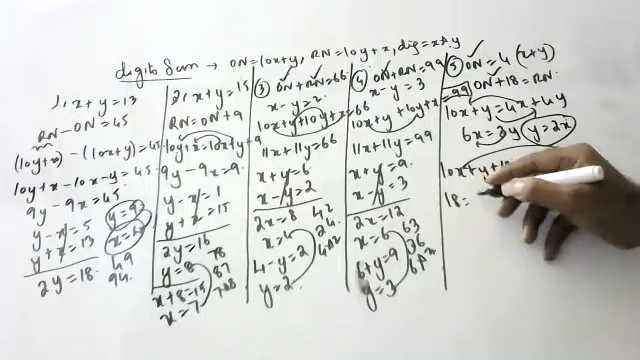 digits Sum → ON=10x+y, RN=10y+x, dig=x+y
1, x+y=13
RN-ON=45
(10y+x)-(10x+y)=45
10y+x-10x-y=45
9y-9x=45
y-x=5
y+x=13
2y=18
y=9
x=4
49
94
2, x+y=15
RN=ON+9
10y+x=10x+y+9
9y-9x=9
y-x=1
y+x=15
2y=16
y=8
x+8=15
x=7
78
87
③ ON+RN=66
x-y=2
10x+y+10y+x=66
11x+11y=66
x+y=6
x-y=2
2x=8
x=4
4-y=2
y=2
42
24
④ ON+RN=99
x-y=3
10x+y+10y+x=99
11x+11y=99
x+y=9
x-y=3
2x=12
x=6
6+y=9
y=3
63
36
⑤ ON=4(x+y)
ON+18=RN
10x+y=4x+4y
6x=3y
y=2x
10x+y+1
18=